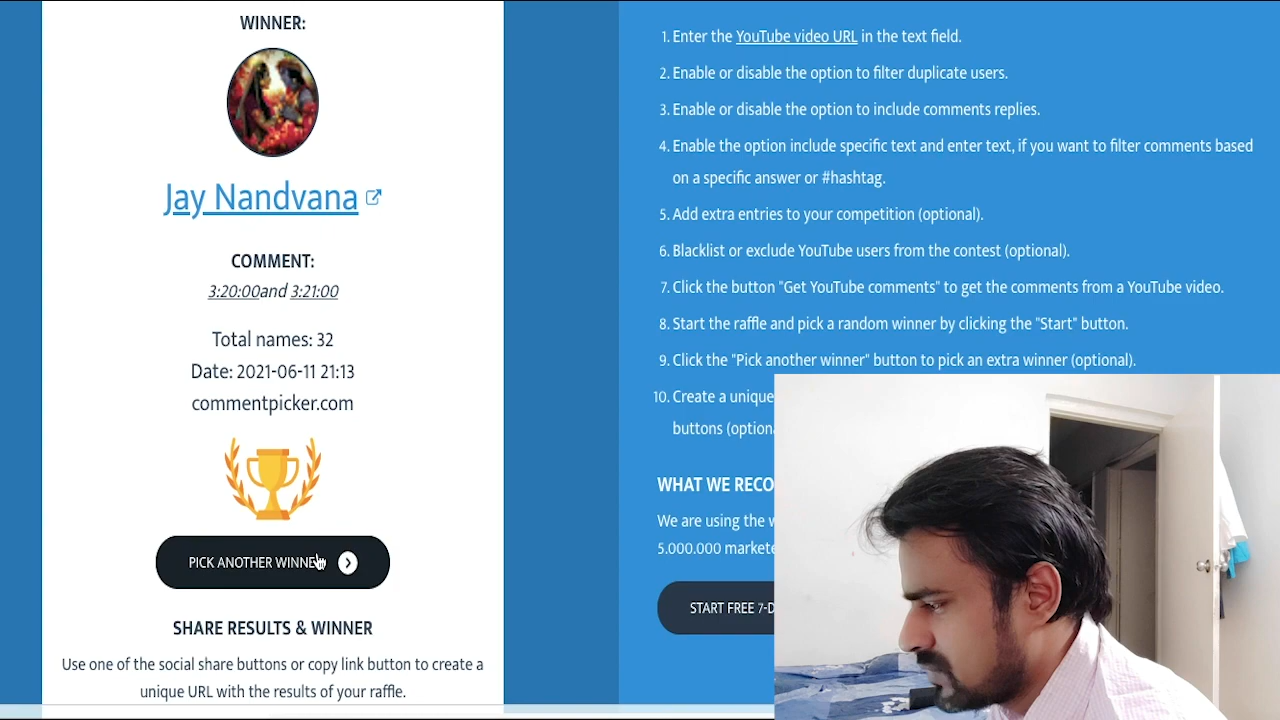 WINNER:
Jay Nandvana
COMMENT:
3:20:00and 3:21:00
Total names: 32
Date: 2021-06-11 21:13
commentpicker.com
PICK ANOTHER WINNER
SHARE RESULTS & WINNER
Use one of the social share buttons or copy link button to create a
unique URL with the results of your raffle.
1. Enter the YouTube video URL in the text field.
2. Enable or disable the option to filter duplicate users.
3. Enable or disable the option to include comments replies.
4. Enable the option include specific text and enter text, if you want to filter comments based
on a specific answer or #hashtag.
5. Add extra entries to your competition (optional).
6. Blacklist or exclude YouTube users from the contest (optional).
7. Click the button "Get YouTube comments" to get the comments from a YouTube video.
8. Start the raffle and pick a random winner by clicking the "Start" button.
9. Click the "Pick another winner" button to pick an extra winner (optional).
10. Create a unique
buttons
WHAT WE
We are using the
5.000.000
START FREE